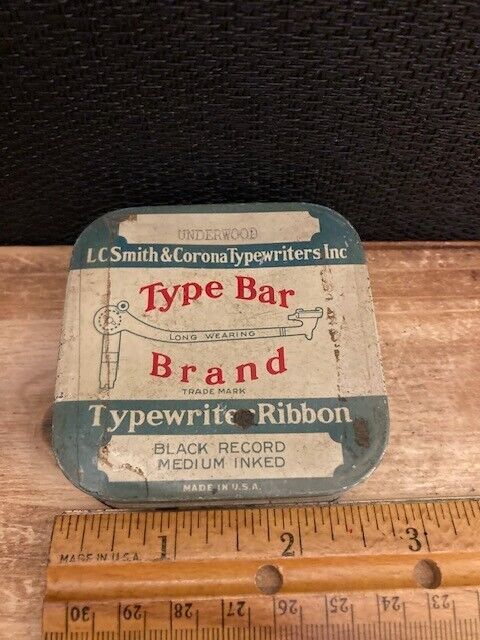 UNDERWOOD
LC Smith & Corona Typewriters Inc
Type Bar
LONG WEARING
Brand
TRADE MARK
Typewriter Ribbon
BLACK RECORD
MEDIUM INKED
MADE IN U.S.A.
1 2 3
MADE IN U.S.A.
30 29 28 27 26 25 24 23